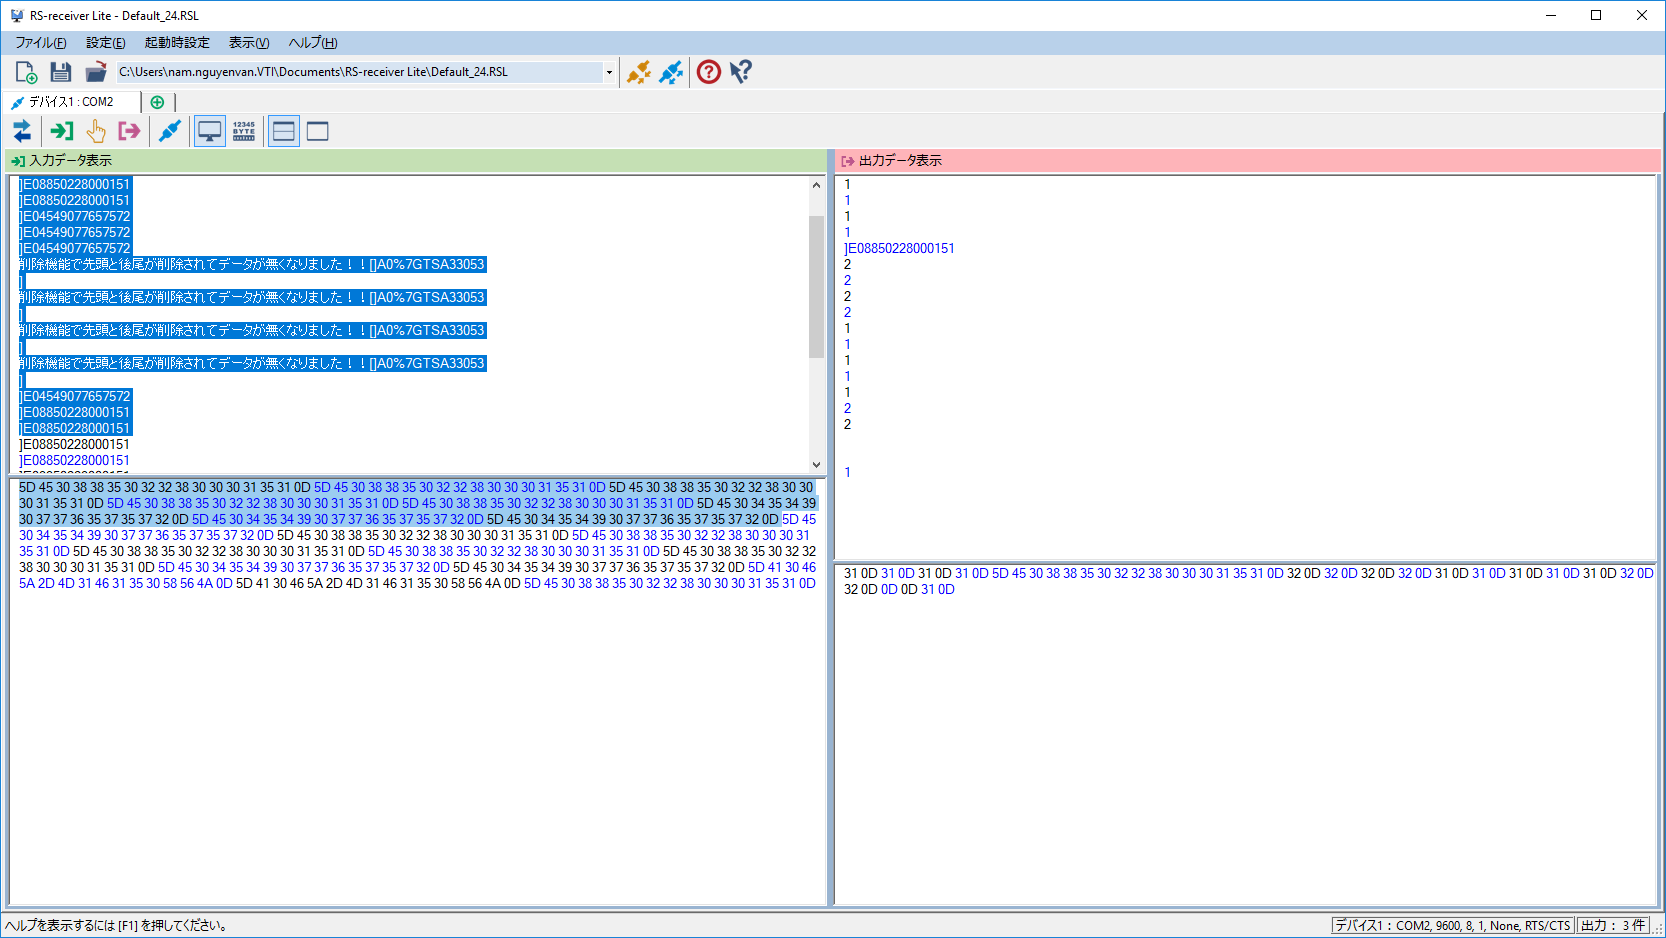 RS-receiver Lite - Default_24.RSL
ファイル(F) 設定(E) 起動時設定 表示(V) ヘルプ(H)
C:\Users\nam.nguyenvan.VTI\Documents\RS-receiver Lite\Default_24.RSL
デバイス1 : COM2
12345
BYTE
入力データ表示
]E08850228000151
]E08850228000151
]E04549077657572
]E04549077657572
]E04549077657572
削除機能で先頭と後尾が削除されてデータが無くなりました！！[]A0%7GTSA33053
]
削除機能で先頭と後尾が削除されてデータが無くなりました！！[]A0%7GTSA33053
]
削除機能で先頭と後尾が削除されてデータが無くなりました！！[]A0%7GTSA33053
]
削除機能で先頭と後尾が削除されてデータが無くなりました！！[]A0%7GTSA33053
]
]E04549077657572
]E08850228000151
]E08850228000151
]E08850228000151
]E08850228000151
5D 45 30 38 38 35 30 32 32 38 30 30 30 31 35 31 0D 5D 45 30 38 38 35 30 32 32 38 30 30 30 31 35 31 0D 5D 45 30 38 38 35 30 32 32 38 30 30
30 31 35 31 0D 5D 45 30 38 38 35 30 32 32 38 30 30 30 31 35 31 0D 5D 45 30 38 38 35 30 32 32 38 30 30 30 31 35 31 0D 5D 45 30 34 35 34 39
30 37 37 36 35 37 35 37 32 0D 5D 45 30 34 35 34 39 30 37 37 36 35 37 35 37 32 0D 5D 45 30 34 35 34 39 30 37 37 36 35 37 35 37 32 0D 5D 45
30 34 35 34 39 30 37 37 36 35 37 35 37 32 0D 5D 45 30 38 38 35 30 32 32 38 30 30 30 31 35 31 0D 5D 45 30 38 38 35 30 32 32 38 30 30 30 31
35 31 0D 5D 45 30 38 38 35 30 32 32 38 30 30 30 31 35 31 0D 5D 45 30 38 38 35 30 32 32 38 30 30 30 31 35 31 0D 5D 45 30 38 38 35 30 32 32
38 30 30 30 31 35 31 0D 5D 45 30 34 35 34 39 30 37 37 36 35 37 35 37 32 0D 5D 45 30 34 35 34 39 30 37 37 36 35 37 35 37 32 0D 5D 41 30 46
5A 2D 4D 31 46 31 35 30 58 56 4A 0D 5D 41 30 46 5A 2D 4D 31 46 31 35 30 58 56 4A 0D 5D 45 30 38 38 35 30 32 32 38 30 30 30 31 35 31 0D
出力データ表示
1
1
1
1
]E08850228000151
2
2
2
2
1
1
1
1
1
2
2
1
31 0D 31 0D 31 0D 31 0D 5D 45 30 38 38 35 30 32 32 38 30 30 30 31 35 31 0D 32 0D 32 0D 32 0D 32 0D 31 0D 31 0D 31 0D 31 0D 31 0D 32 0D
32 0D 0D 0D 31 0D
ヘルプを表示するには [F1] を押してください。
デバイス1 : COM2, 9600, 8, 1, None, RTS/CTS 出力 : 3 件